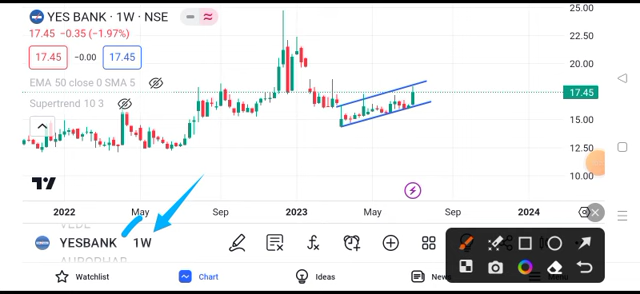 YES BANK · 1W · NSE
17.45 −0.35 (−1.97%)
17.45 −0.00 17.45
EMA 50 close 0 SMA 5
Supertrend 10 3
25.00
22.50
20.00
17.45
15.00
12.50
10.00
2022 May Sep 2023 May Sep 2024
YESBANK 1W
Watchlist Chart Ideas News Menu